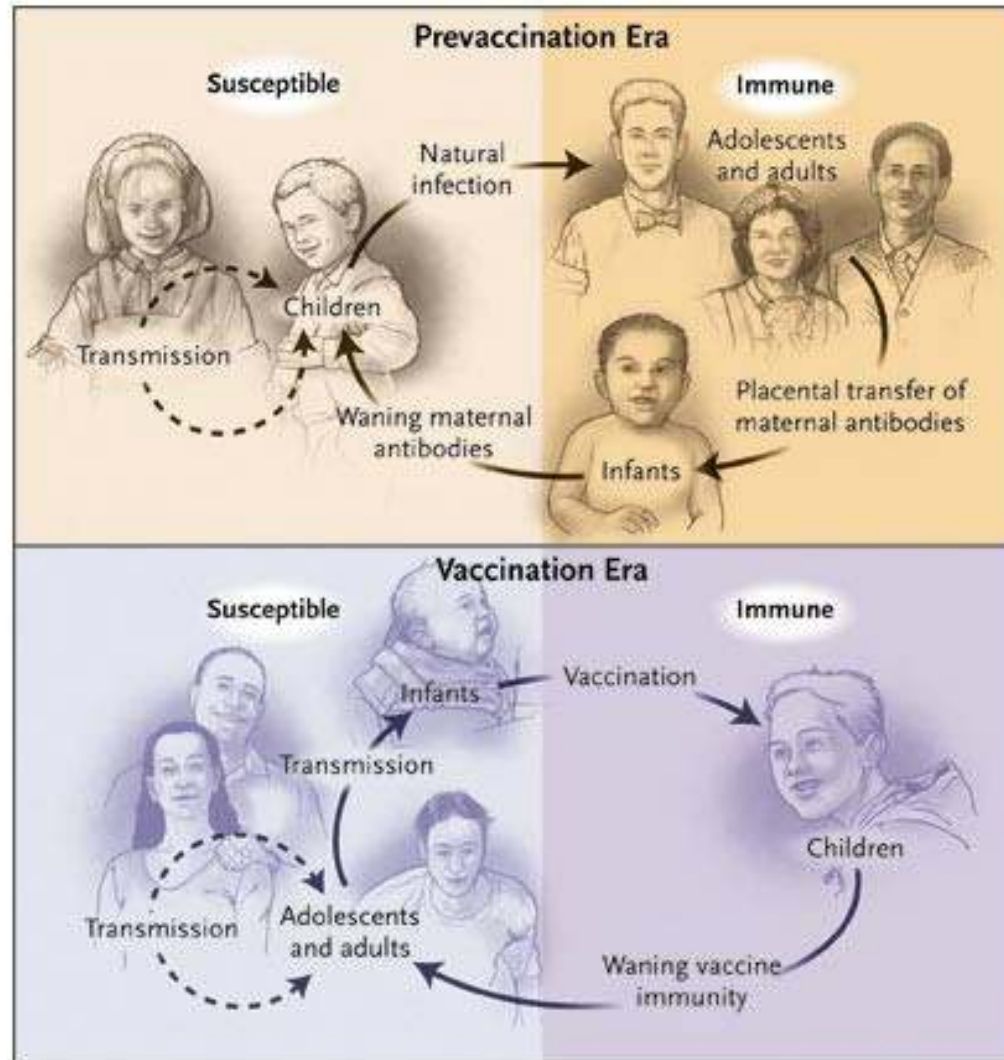 Prevaccination Era
Susceptible
Immune
Natural
infection
Adolescents
and adults
Children
Transmission
Waning maternal
antibodies
Placental transfer of
maternal antibodies
Infants
Vaccination Era
Susceptible
Immune
Infants
Vaccination
Transmission
Children
Transmission
Adolescents
and adults
Waning vaccine
immunity